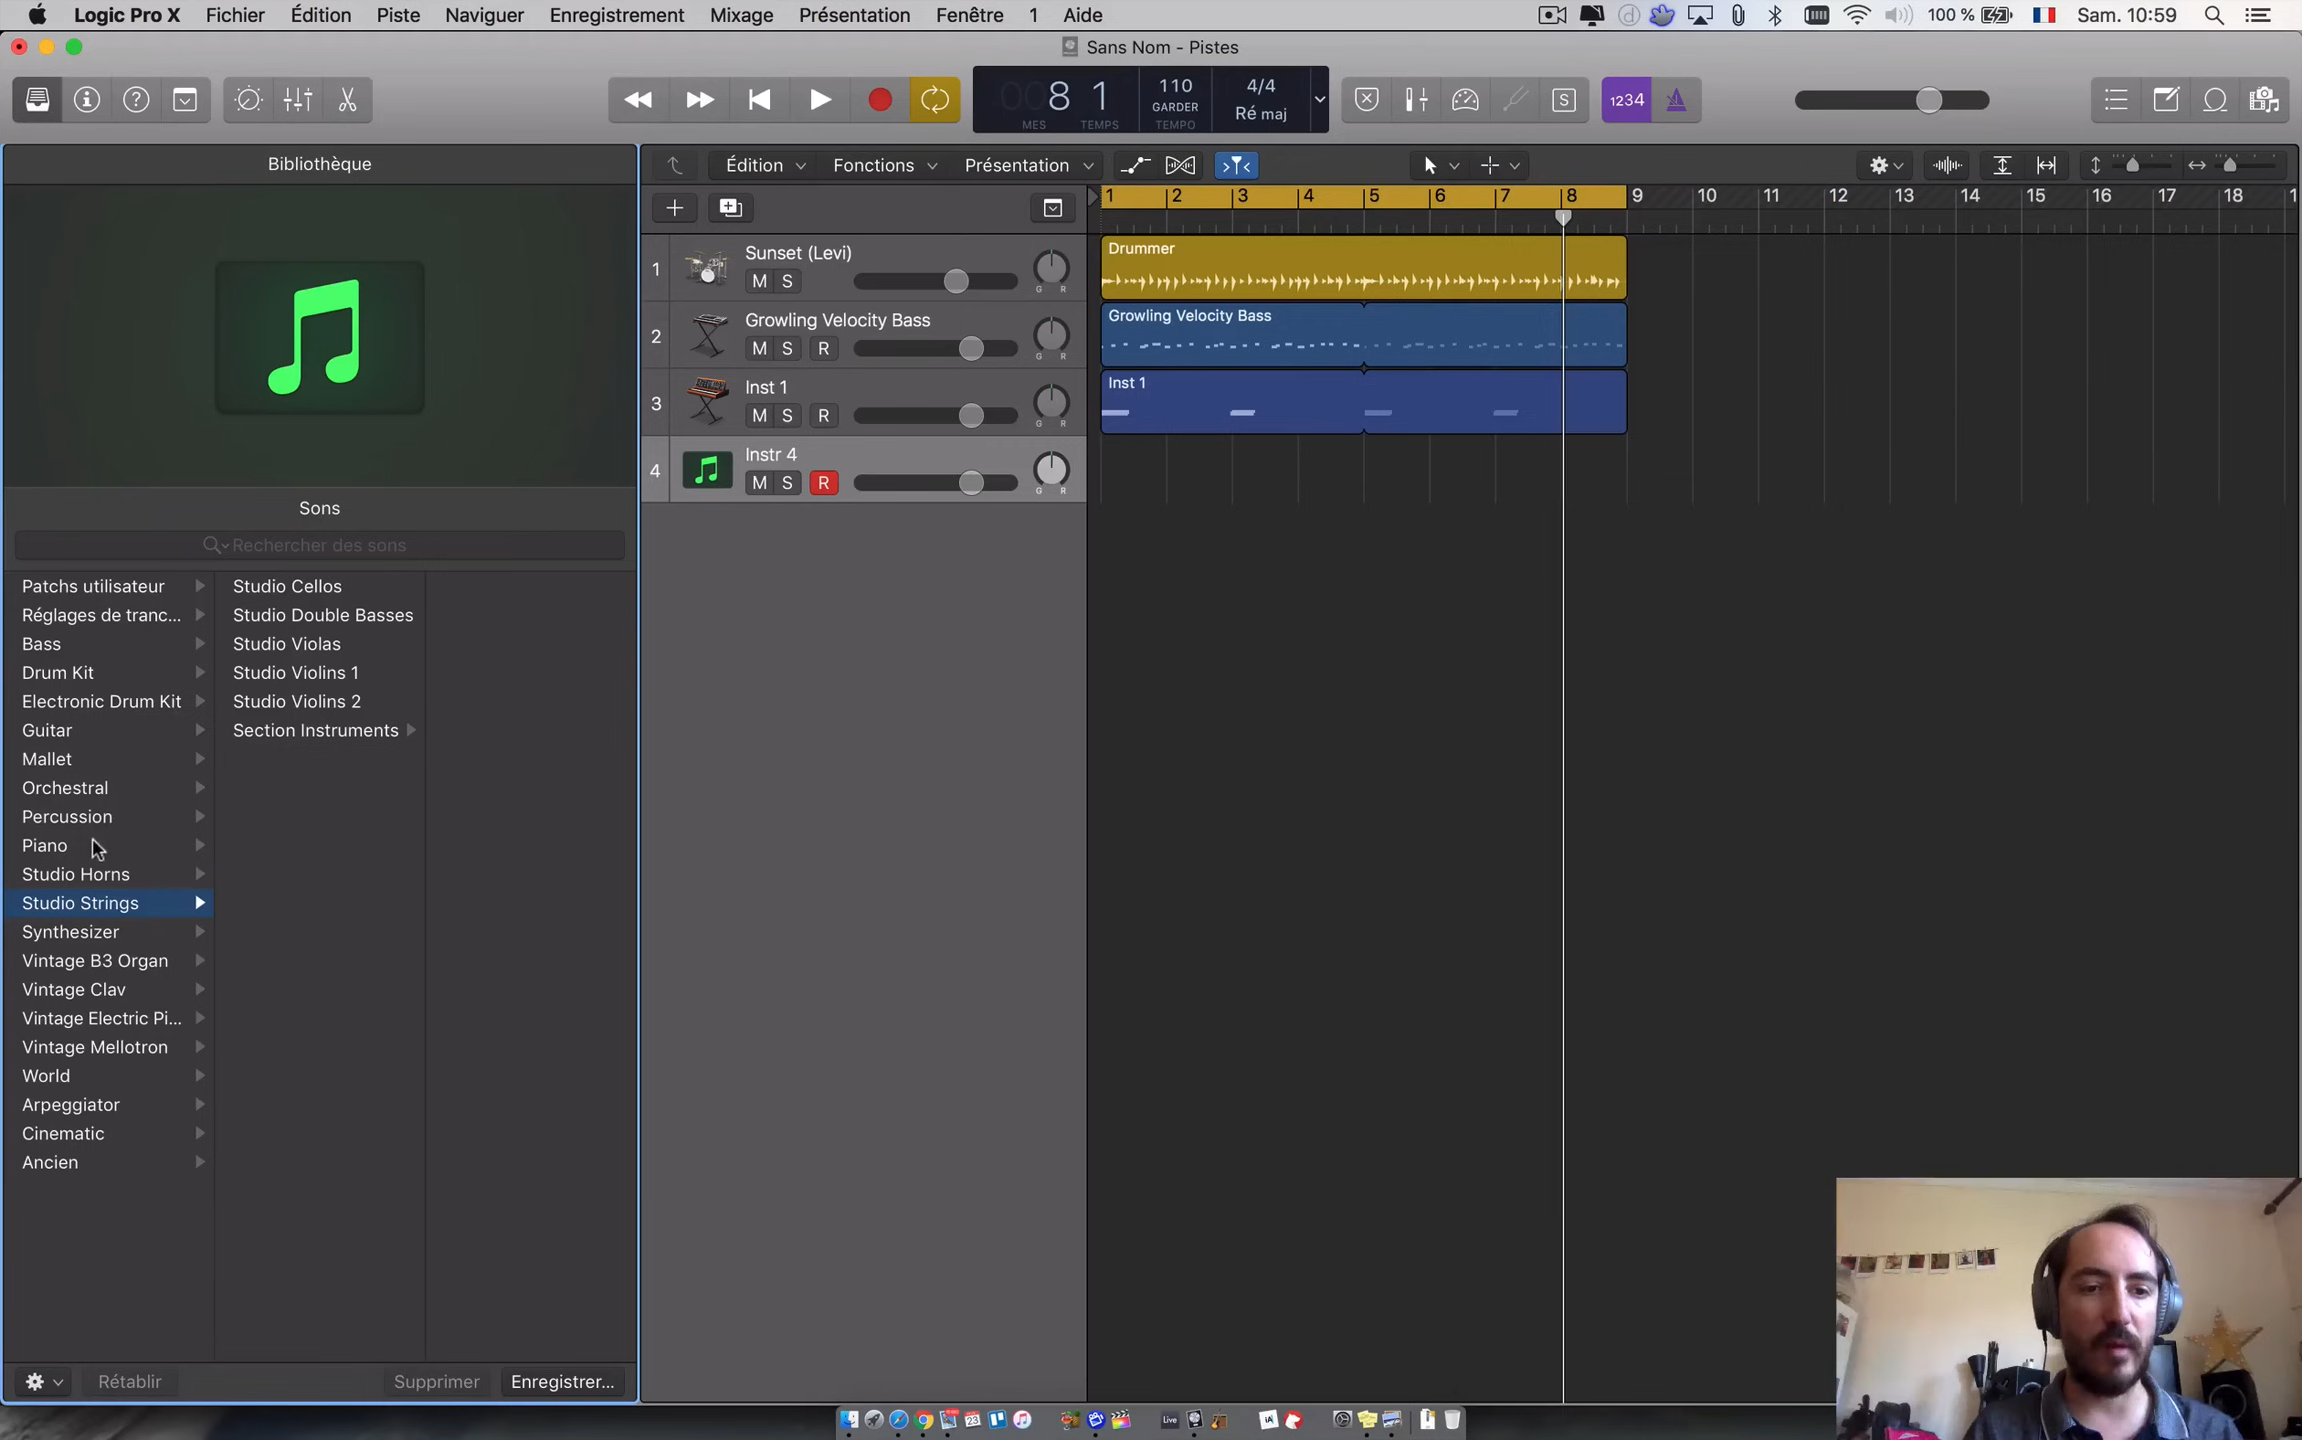 Logic Pro X Fichier Édition Piste Naviguer Enregistrement Mixage Présentation Fenêtre 1 Aide 100 % Sam. 10:59
Sans Nom - Pistes
008 1 110 4/4
GARDER Ré maj
MES TEMPS TEMPO
S 1234
Bibliothèque
Édition Fonctions Présentation
1 2 3 4 5 6 7 8 9 10 11 12 13 14 15 16 17 18 1
1 Sunset (Levi)
M S
G R
Drummer
2 Growling Velocity Bass
M S R
G R
Growling Velocity Bass
3 Inst 1
M S R
G R
Inst 1
4 Instr 4
M S R
G R
Sons
Rechercher des sons
Patchs utilisateur
Réglages de tranc...
Bass
Drum Kit
Electronic Drum Kit
Guitar
Mallet
Orchestral
Percussion
Piano
Studio Horns
Studio Strings
Synthesizer
Vintage B3 Organ
Vintage Clav
Vintage Electric Pi...
Vintage Mellotron
World
Arpeggiator
Cinematic
Ancien
Studio Cellos
Studio Double Basses
Studio Violas
Studio Violins 1
Studio Violins 2
Section Instruments
Rétablir Supprimer Enregistrer...
23 Live iA